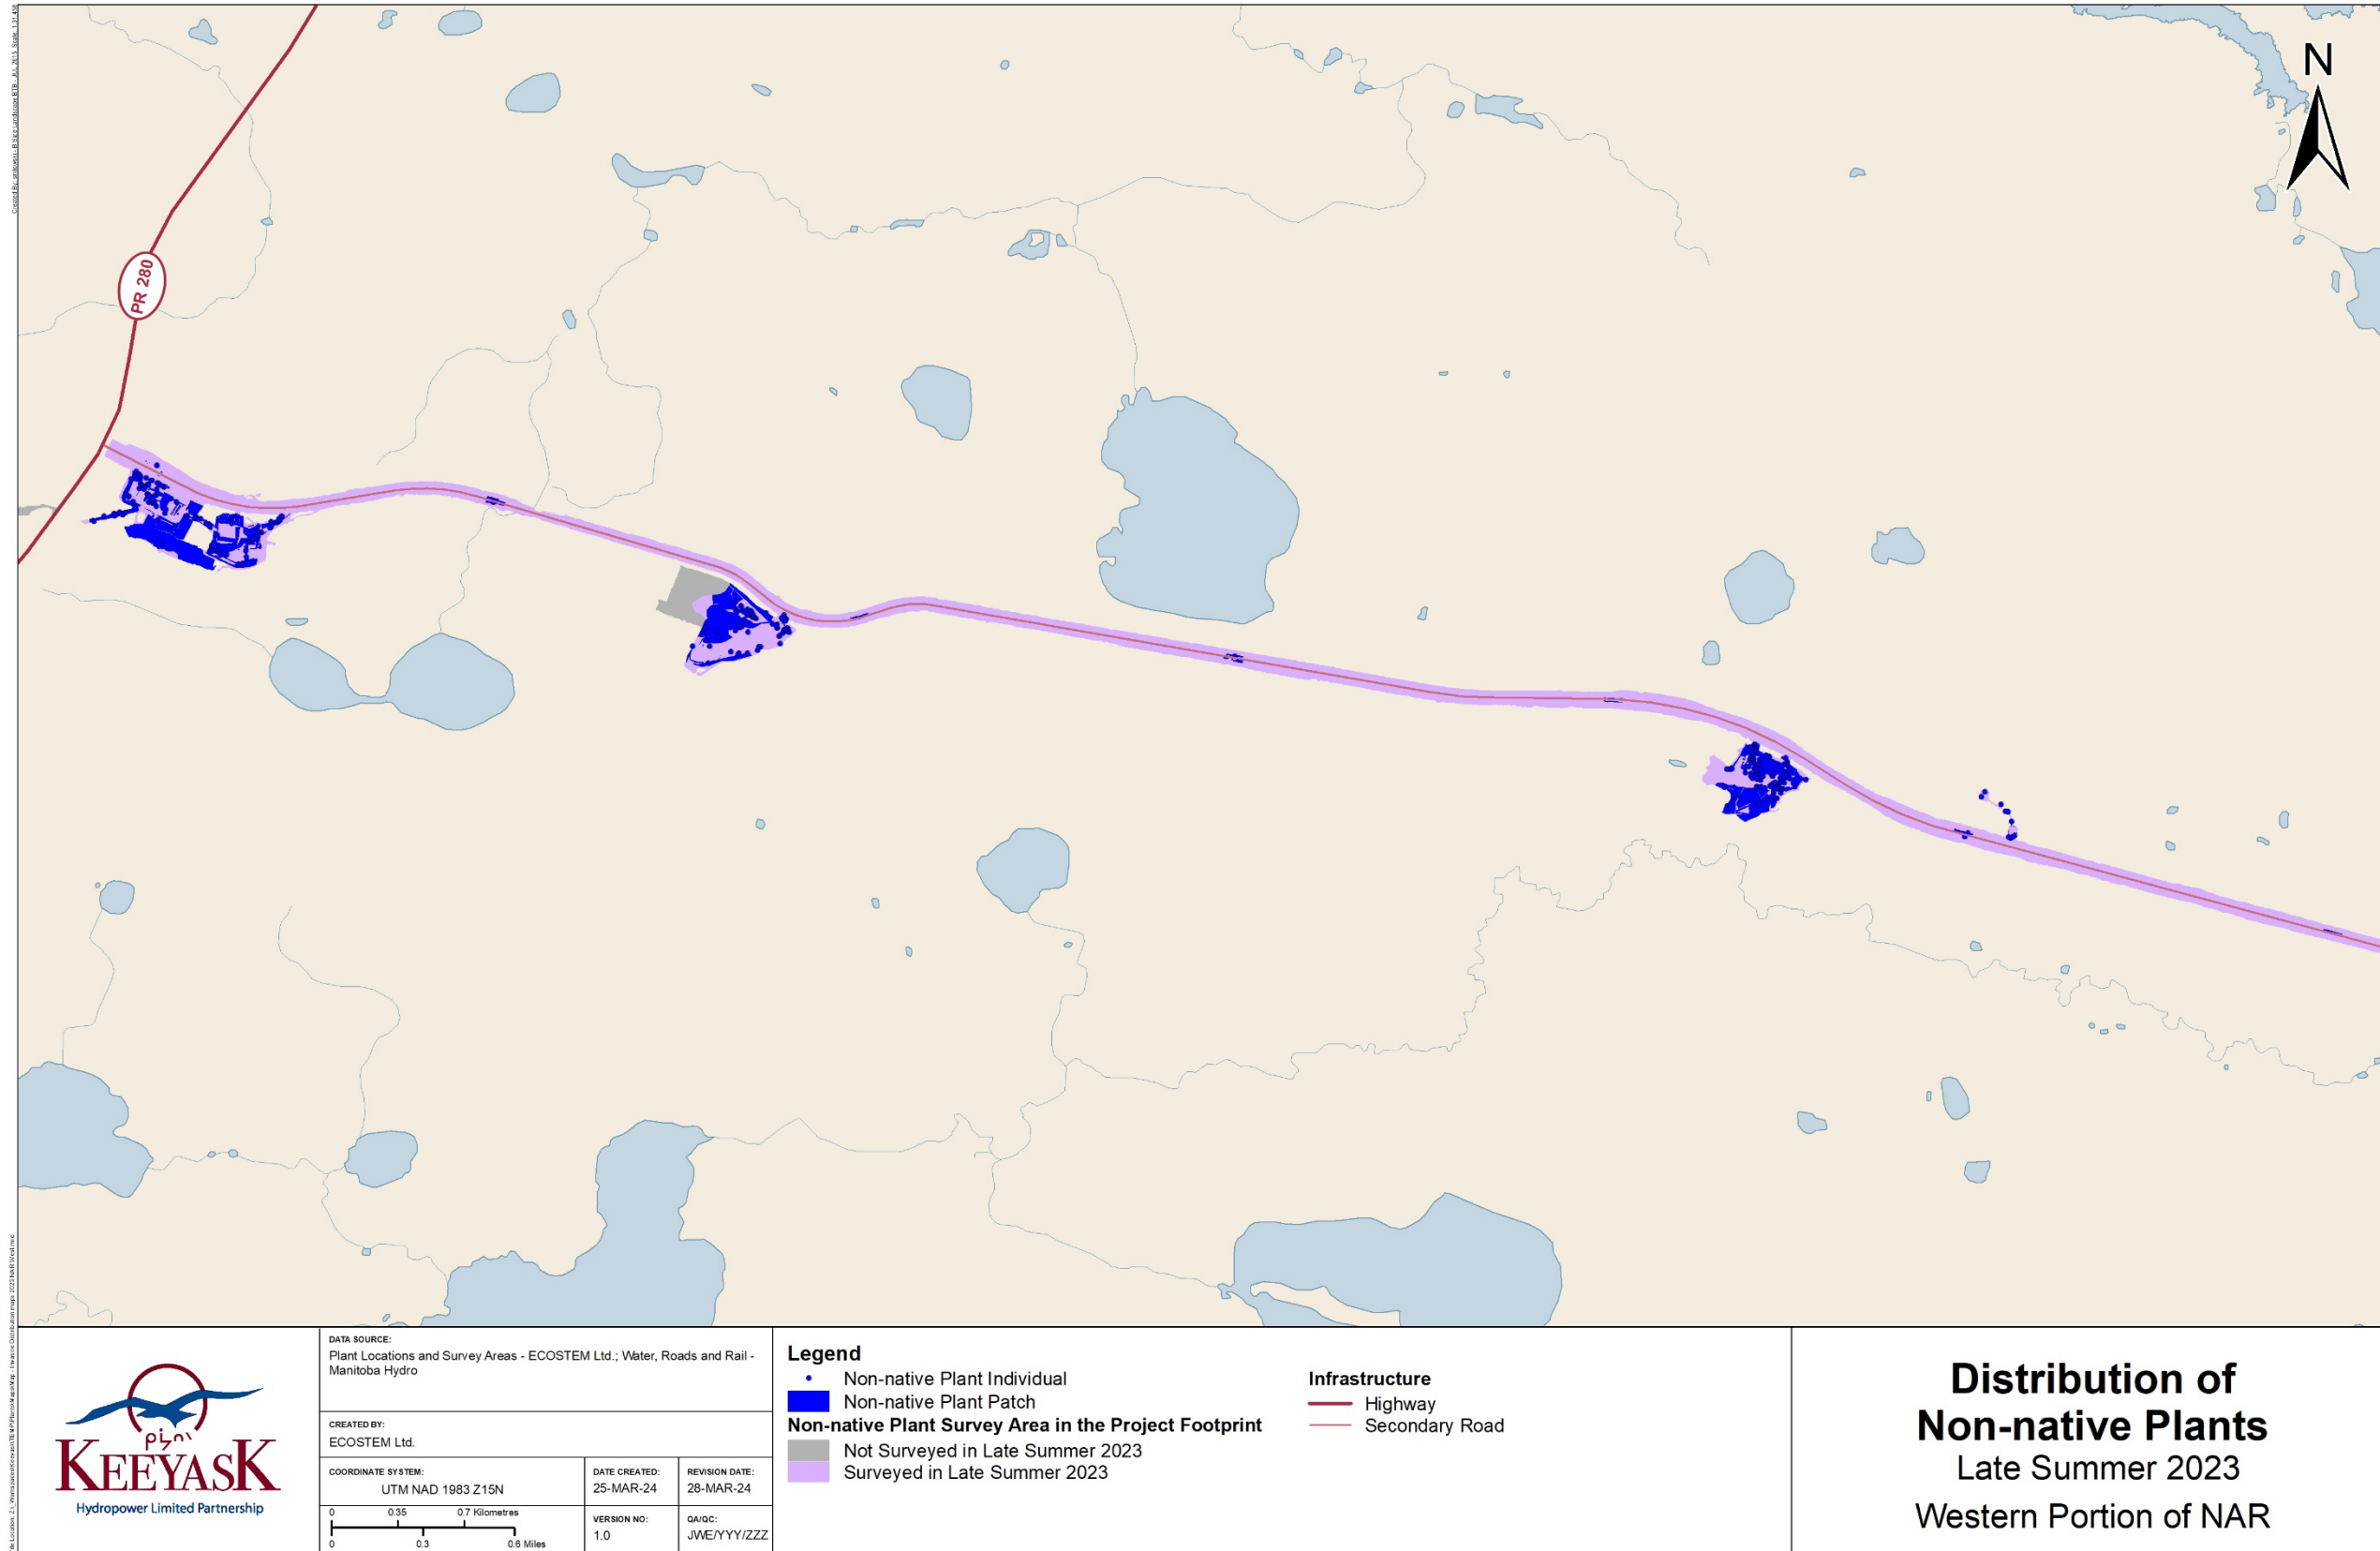 N
PR 280
ᑭᔭᐢᐠ
KEEYASK
Hydropower Limited Partnership
DATA SOURCE:
Plant Locations and Survey Areas - ECOSTEM Ltd.; Water, Roads and Rail -
Manitoba Hydro
CREATED BY:
ECOSTEM Ltd.
COORDINATE SYSTEM:
UTM NAD 1983 Z15N
DATE CREATED:
25-MAR-24
REVISION DATE:
28-MAR-24
0 0.35 0.7 Kilometres
0 0.3 0.6 Miles
VERSION NO:
1.0
QA/QC:
JWE/YYY/ZZZ
Legend
Non-native Plant Individual
Non-native Plant Patch
Non-native Plant Survey Area in the Project Footprint
Not Surveyed in Late Summer 2023
Surveyed in Late Summer 2023
Infrastructure
Highway
Secondary Road
Distribution of
Non-native Plants
Late Summer 2023
Western Portion of NAR